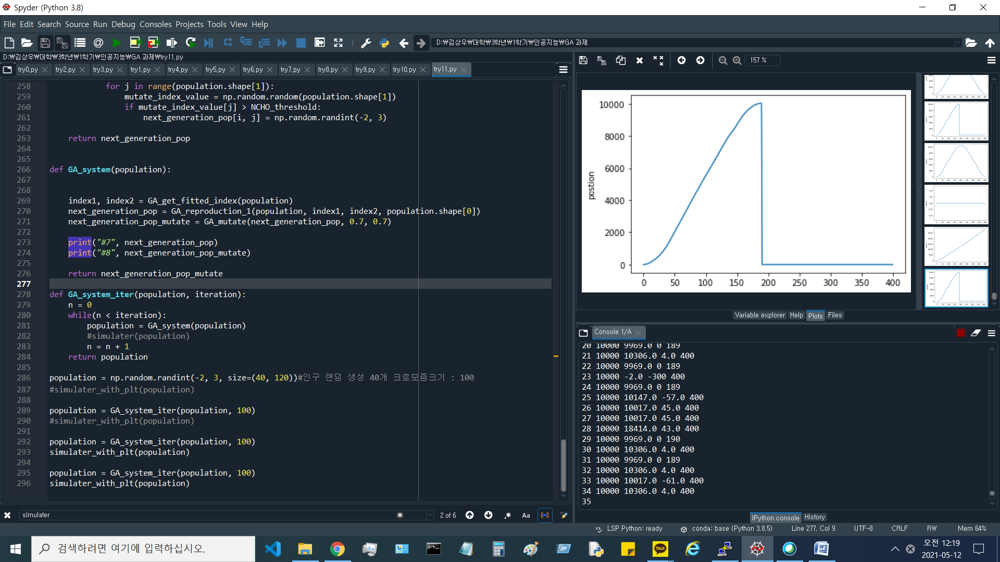 Spyder (Python 3.8)
File Edit Search Source Run Debug Consoles Projects Tools View Help
D:₩김상우₩대학₩3학년₩1학기₩인공지능₩GA 과제
D:₩김상우₩대학₩3학년₩1학기₩인공지능₩GA 과제₩try11.py
try0.py try2.py try3.py try1.py try4.py try5.py try6.py try7.py try8.py try9.py try10.py try11.py
258 for j in range(population.shape[1]):
259 mutate_index_value = np.random.random(population.shape[1])
260 if mutate_index_value[j] > NCHO_threshold:
261 next_generation_pop[i, j] = np.random.randint(-2, 3)
262
263 return next_generation_pop
264
265
266 def GA_system(population):
267
268
269 index1, index2 = GA_get_fitted_index(population)
270 next_generation_pop = GA_reproduction_1(population, index1, index2, population.shape[0])
271 next_generation_pop_mutate = GA_mutate(next_generation_pop, 0.7, 0.7)
272
273 print("#7", next_generation_pop)
274 print("#8", next_generation_pop_mutate)
275
276 return next_generation_pop_mutate
277
278 def GA_system_iter(population, iteration):
279 n = 0
280 while(n < iteration):
281 population = GA_system(population)
282 #simulater(population)
283 n = n + 1
284 return population
285
286 population = np.random.randint(-2, 3, size=(40, 120))#인구 랜덤 생성 40개 크로모좀크기 : 100
287 #simulater_with_plt(population)
288
289 population = GA_system_iter(population, 100)
290 #simulater_with_plt(population)
291
292 population = GA_system_iter(population, 100)
293 simulater_with_plt(population)
294
295 population = GA_system_iter(population, 100)
296 simulater_with_plt(population)
simulater
2 of 6
.* Aa
157 %
10000
8000
6000
4000
2000
0
postion
0 50 100 150 200 250 300 350 400
Variable explorer Help Plots Files
Console 1/A
20 10000 9969.0 0 189
21 10000 10306.0 4.0 400
22 10000 9969.0 0 189
23 10000 -2.0 -300 400
24 10000 9969.0 0 189
25 10000 10147.0 -57.0 400
26 10000 10017.0 45.0 400
27 10000 10017.0 45.0 400
28 10000 18414.0 43.0 400
29 10000 9969.0 0 190
30 10000 10306.0 4.0 400
31 10000 9969.0 0 189
32 10000 10306.0 4.0 400
33 10000 10017.0 -61.0 400
34 10000 10306.0 4.0 400
35
IPython console History
LSP Python: ready conda: base (Python 3.8.5) Line 277, Col 9 UTF-8 CRLF RW Mem 64%
검색하려면 여기에 입력하십시오.
TALK
오전 12:19
2021-05-12